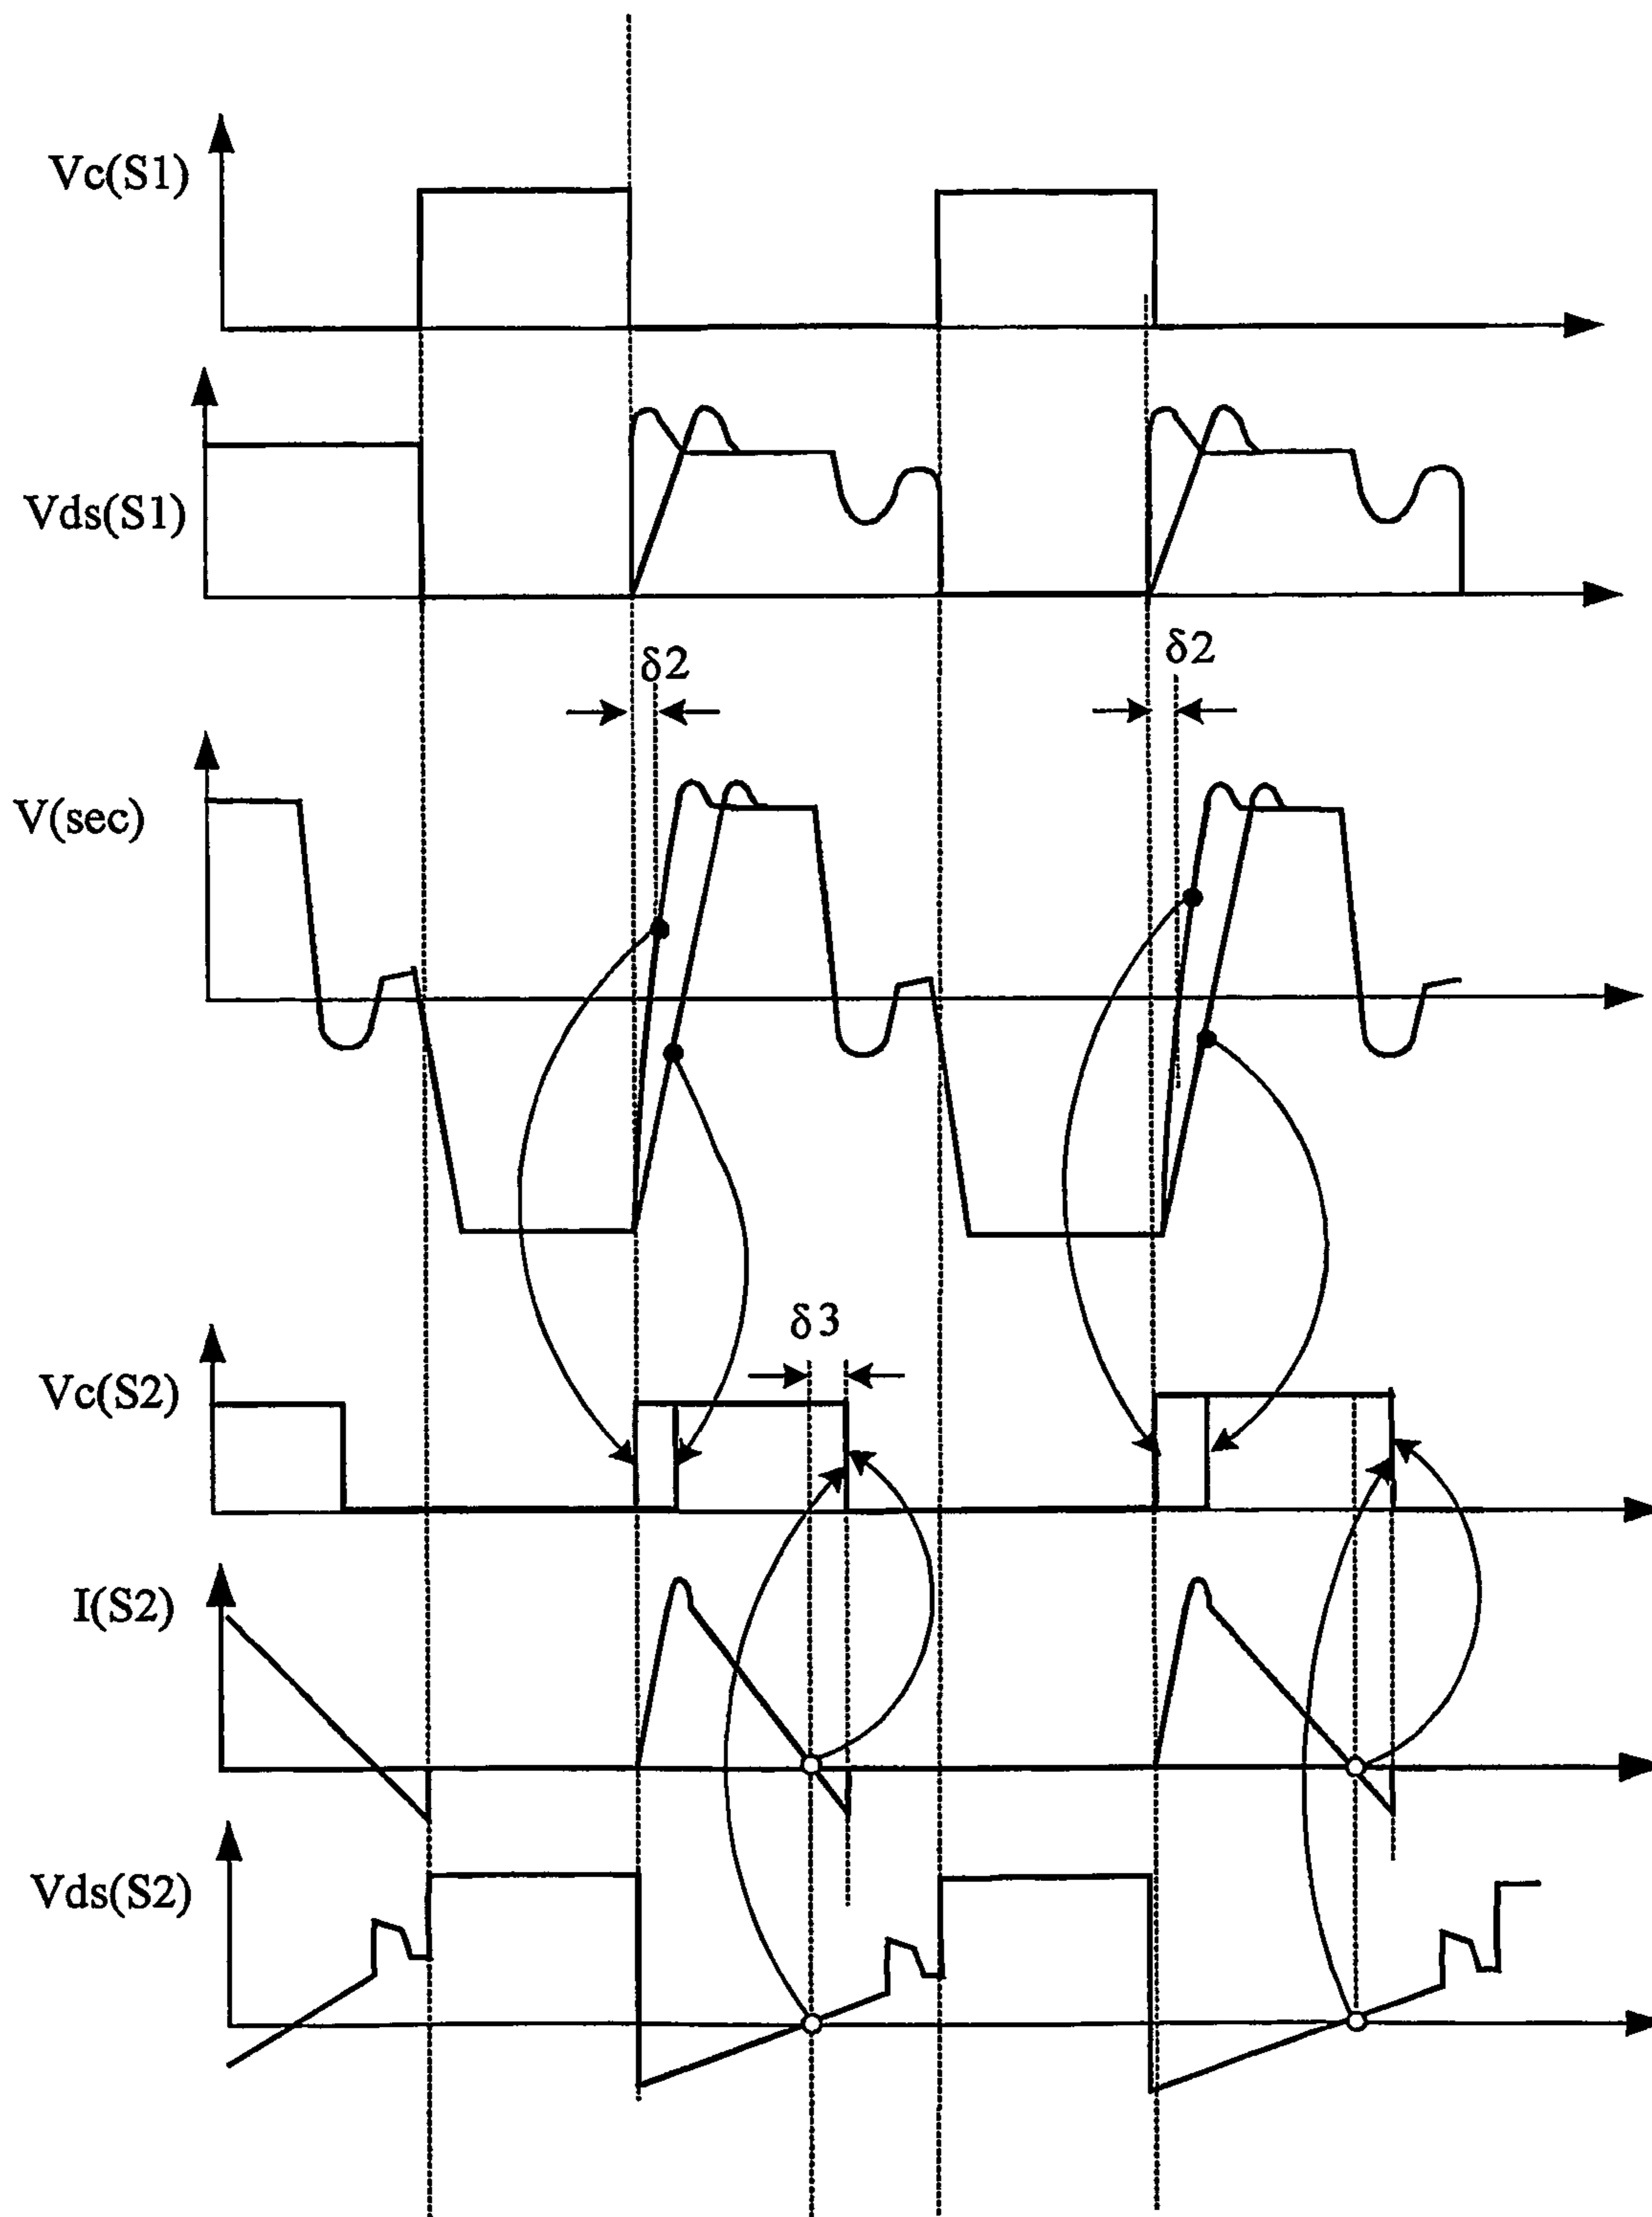 Vc(S1)
Vds(S1)
δ2
δ2
V(sec)
δ3
Vc(S2)
I(S2)
Vds(S2)